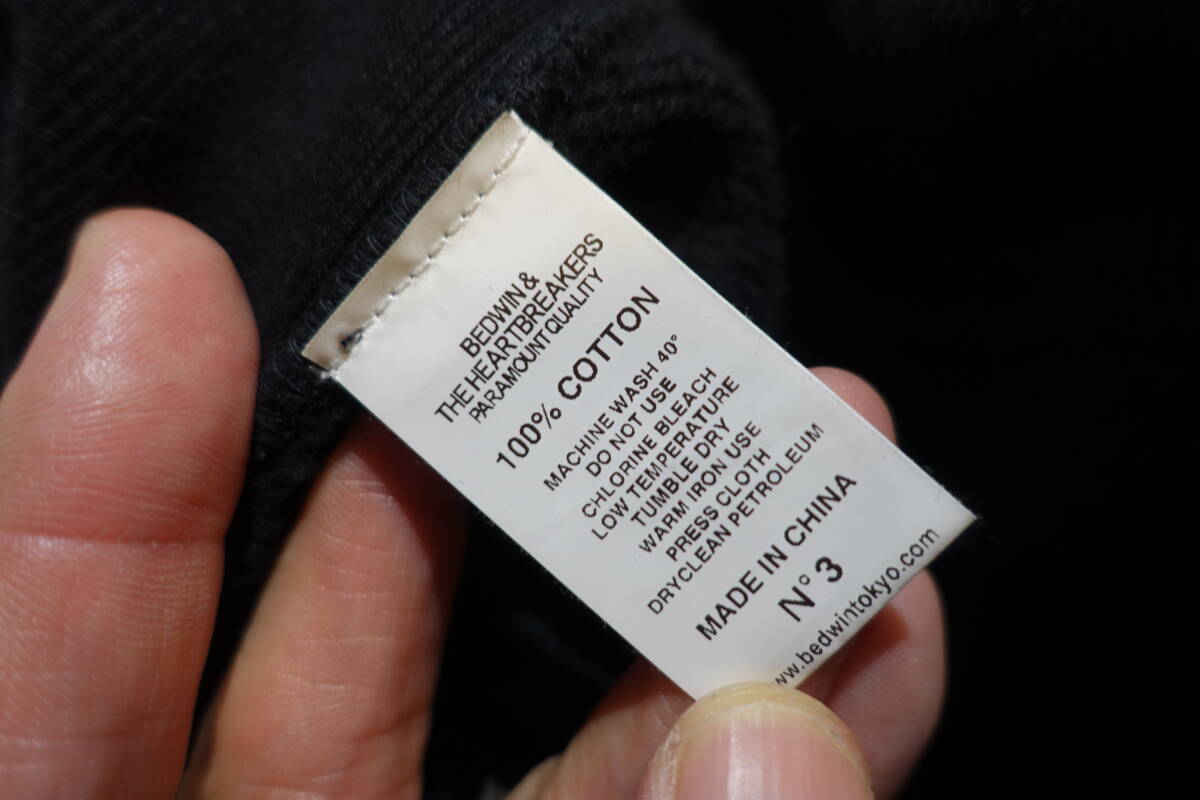 BEDWIN &
THE HEARTBREAKERS
PARAMOUNT QUALITY
100% COTTON
MACHINE WASH 40°
DO NOT USE
CHLORINE BLEACH
LOW TEMPERATURE
TUMBLE DRY
WARM IRON USE
PRESS CLOTH
DRYCLEAN PETROLEUM
MADE IN CHINA
N° 3
ww.bedwintokyo.com